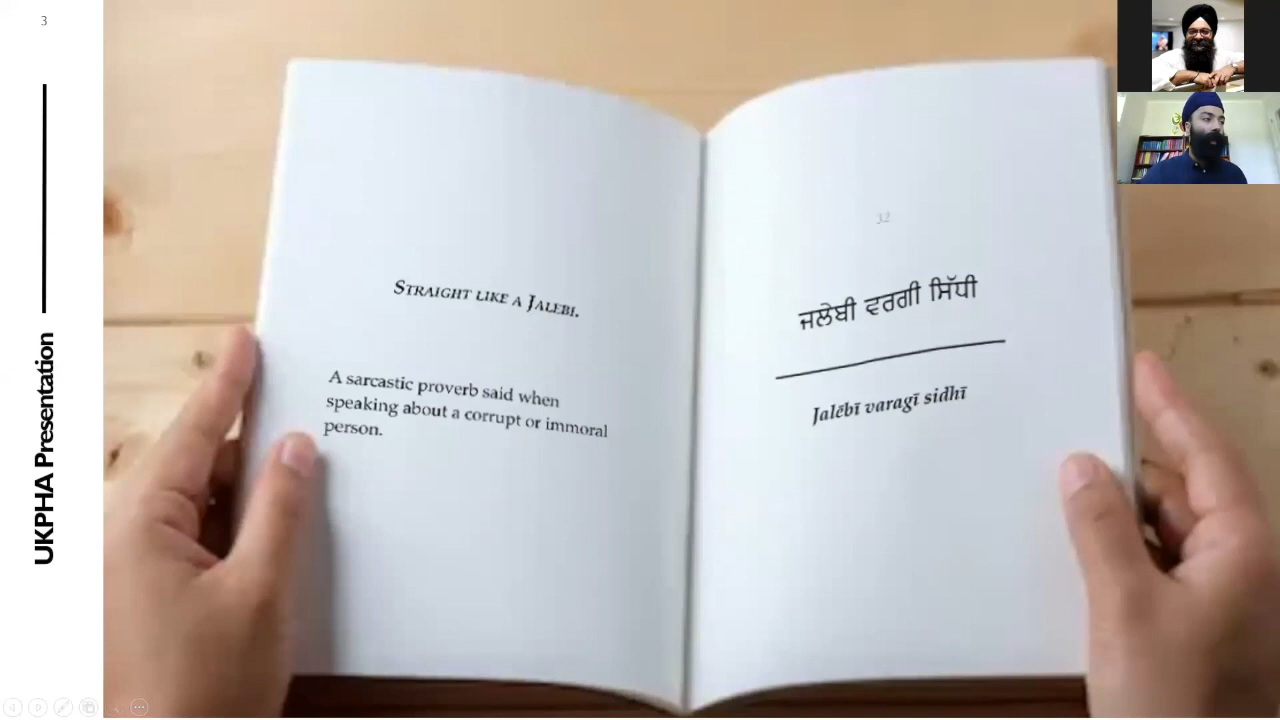 3
UKPHA Presentation
STRAIGHT LIKE A JALEBI.
A sarcastic proverb said when
speaking about a corrupt or immoral
person.
32
ਜਲੇਬੀ ਵਰਗੀ ਸਿੱਧੀ
Jalēbī varagī sidhī